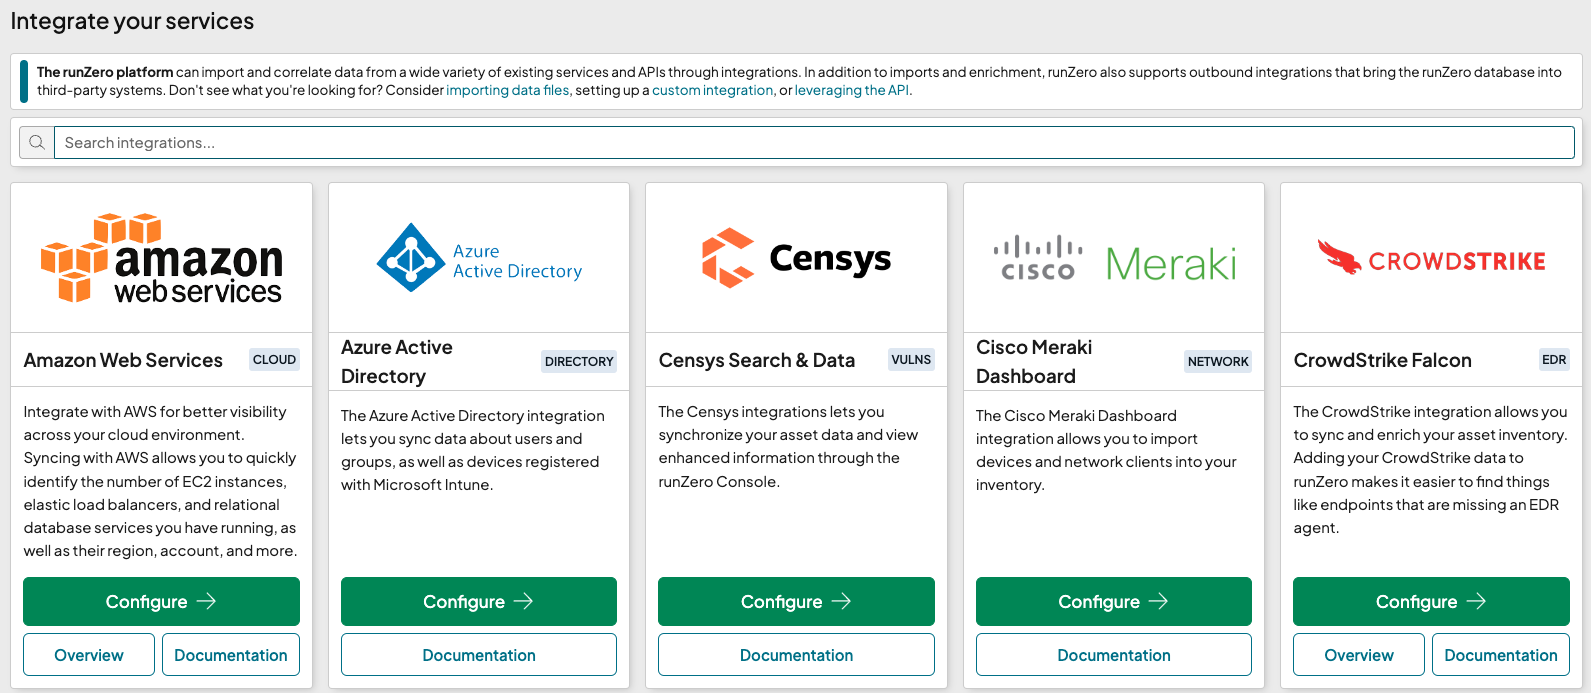 Integrate your services
The runZero platform can import and correlate data from a wide variety of existing services and APIs through integrations. In addition to imports and enrichment, runZero also supports outbound integrations that bring the runZero database into
third-party systems. Don't see what you're looking for? Consider importing data files, setting up a custom integration, or leveraging the API.
Search integrations...
amazon
web services
Amazon Web Services
CLOUD
Integrate with AWS for better visibility
across your cloud environment.
Syncing with AWS allows you to quickly
identify the number of EC2 instances,
elastic load balancers, and relational
database services you have running, as
well as their region, account, and more.
Configure →
Overview
Documentation
Azure
Active Directory
Azure Active
Directory
DIRECTORY
The Azure Active Directory integration
lets you sync data about users and
groups, as well as devices registered
with Microsoft Intune.
Configure →
Documentation
Censys
Censys Search & Data
VULNS
The Censys integrations lets you
synchronize your asset data and view
enhanced information through the
runZero Console.
Configure →
Documentation
cisco Meraki
Cisco Meraki
Dashboard
NETWORK
The Cisco Meraki Dashboard
integration allows you to import
devices and network clients into your
inventory.
Configure →
Documentation
CROWDSTRIKE
CrowdStrike Falcon
EDR
The CrowdStrike integration allows you
to sync and enrich your asset inventory.
Adding your CrowdStrike data to
runZero makes it easier to find things
like endpoints that are missing an EDR
agent.
Configure →
Overview
Documentation